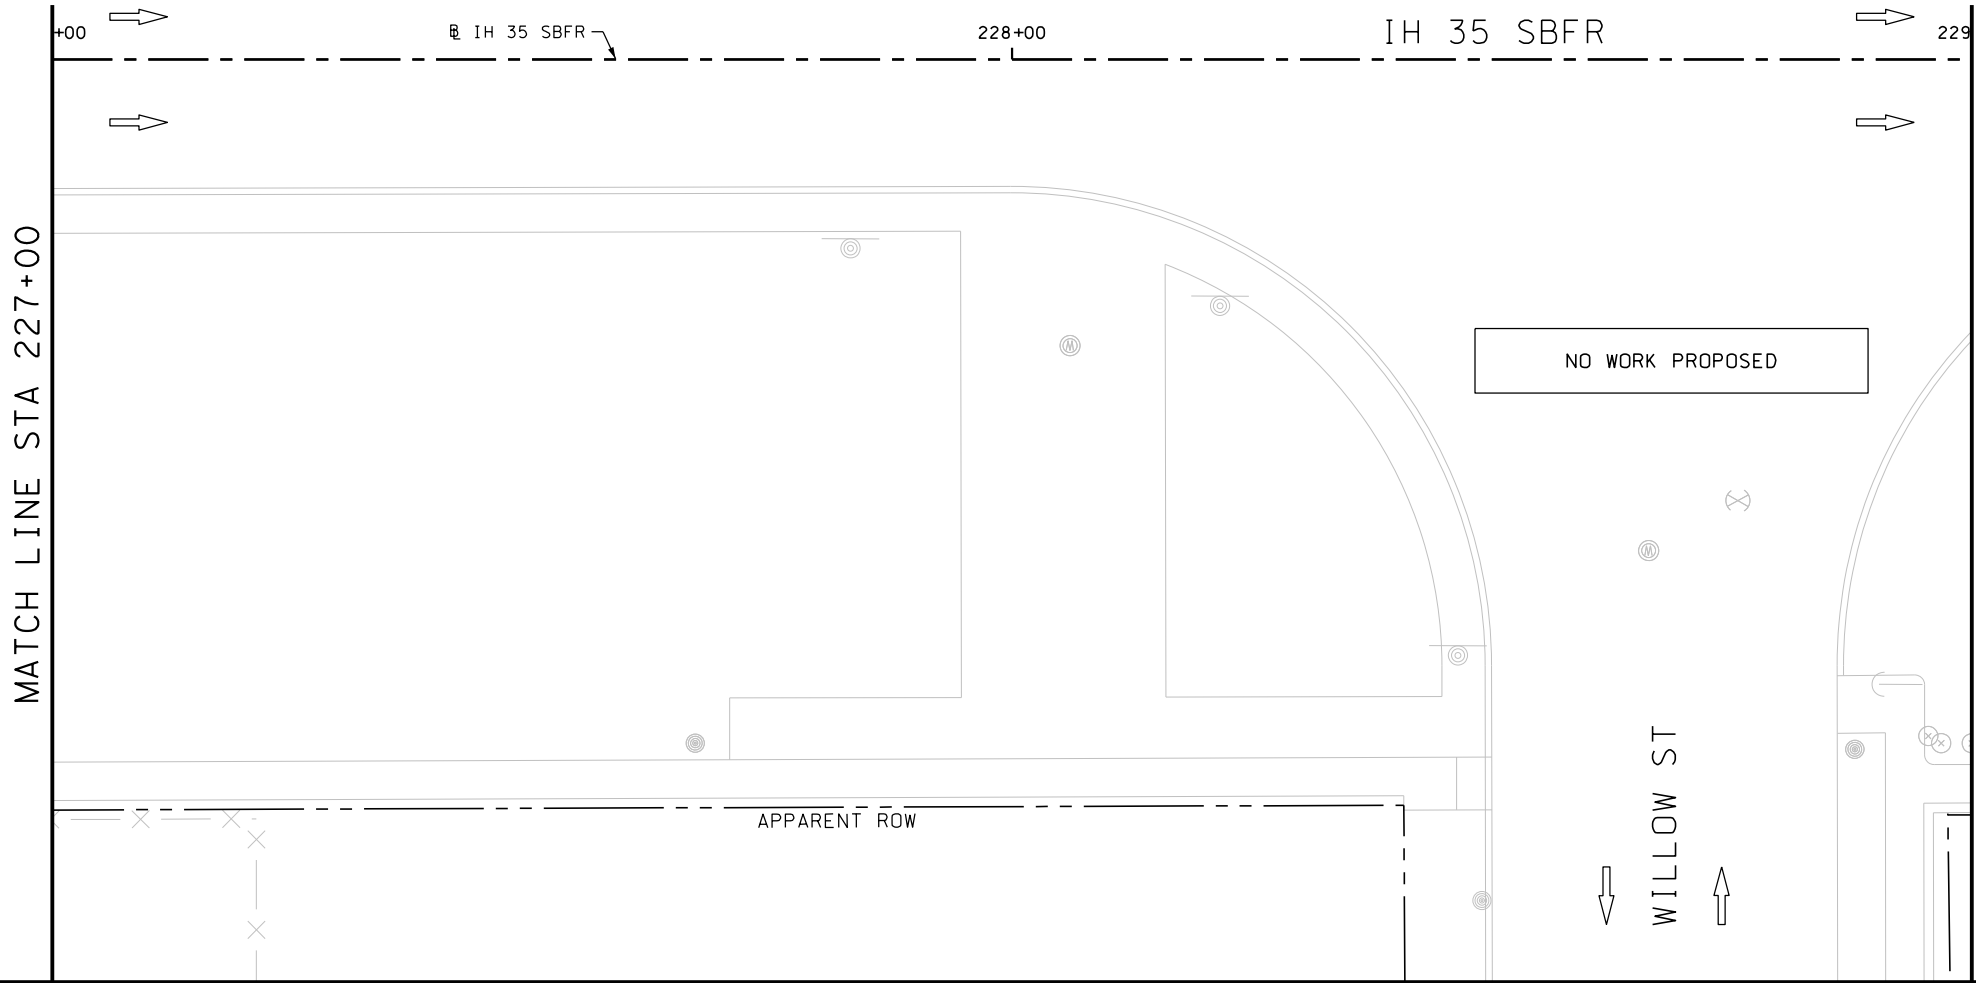 +00
BL IH 35 SBFR
228+00
IH 35 SBFR
229
MATCH LINE STA 227+00
NO WORK PROPOSED
WILLOW ST
APPARENT ROW